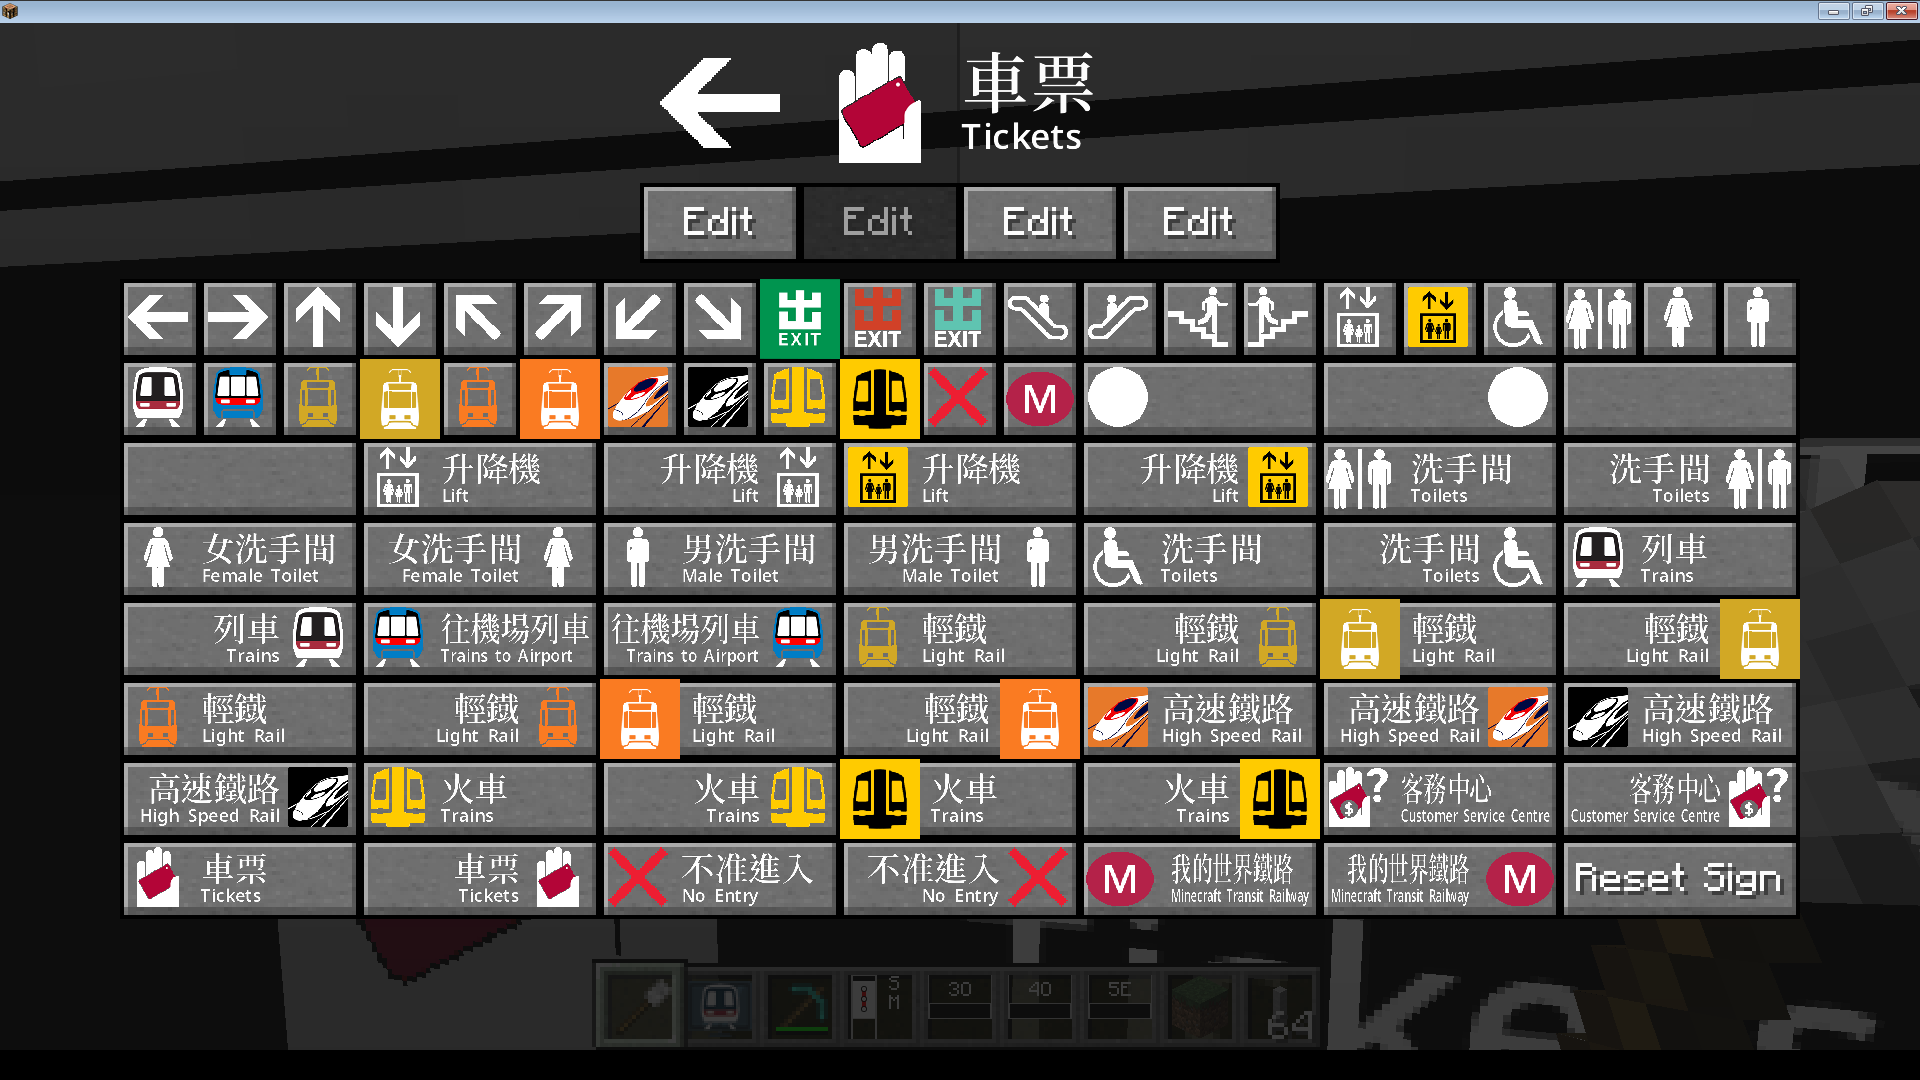 車票
Tickets
Edit Edit Edit Edit
出 EXIT 出 EXIT 出 EXIT
M
升降機
Lift
升降機
Lift
升降機
Lift
升降機
Lift
洗手間
Toilets
洗手間
Toilets
女洗手間
Female Toilet
女洗手間
Female Toilet
男洗手間
Male Toilet
男洗手間
Male Toilet
洗手間
Toilets
洗手間
Toilets
列車
Trains
列車
Trains
往機場列車
Trains to Airport
往機場列車
Trains to Airport
輕鐵
Light Rail
輕鐵
Light Rail
輕鐵
Light Rail
輕鐵
Light Rail
輕鐵
Light Rail
輕鐵
Light Rail
輕鐵
Light Rail
輕鐵
Light Rail
高速鐵路
High Speed Rail
高速鐵路
High Speed Rail
高速鐵路
High Speed Rail
高速鐵路
High Speed Rail
火車
Trains
火車
Trains
火車
Trains
火車
Trains
$?
客務中心
Customer Service Centre
客務中心
Customer Service Centre
$?
車票
Tickets
車票
Tickets
不准進入
No Entry
不准進入
No Entry
M
我的世界鐵路
Minecraft Transit Railway
我的世界鐵路
Minecraft Transit Railway
M
Reset Sign
S
M
30
40
5E
64